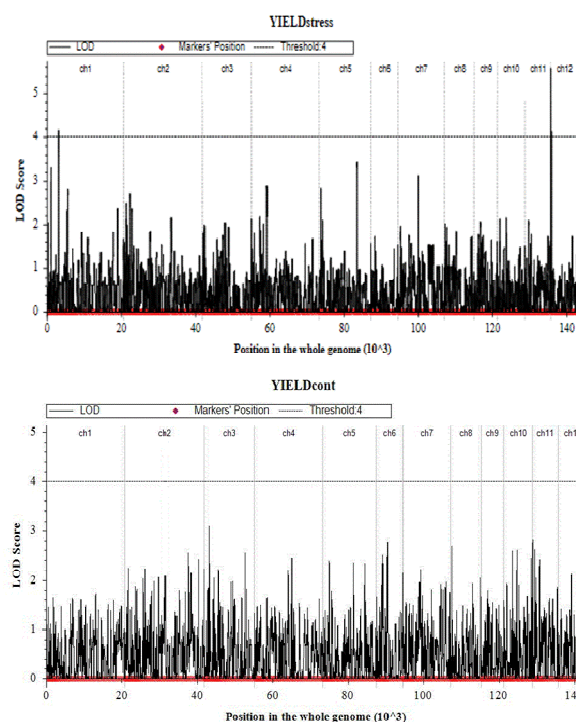 YIELDstress
LOD Markers' Position Threshold:4
ch1 ch2 ch3 ch4 ch5 ch6 ch7 ch8 ch9 ch10 ch11 ch12
5
4
3
2
1
0
LOD Score
0 20 40 60 80 100 120 140
Position in the whole genome (10^3)
YIELDcont
LOD Markers' Position Threshold:4
ch1 ch2 ch3 ch4 ch5 ch6 ch7 ch8 ch9 ch10 ch11 ch1
5
4
3
2
1
0
LOD Score
0 20 40 60 80 100 120 140
Position in the whole genome (10^3)